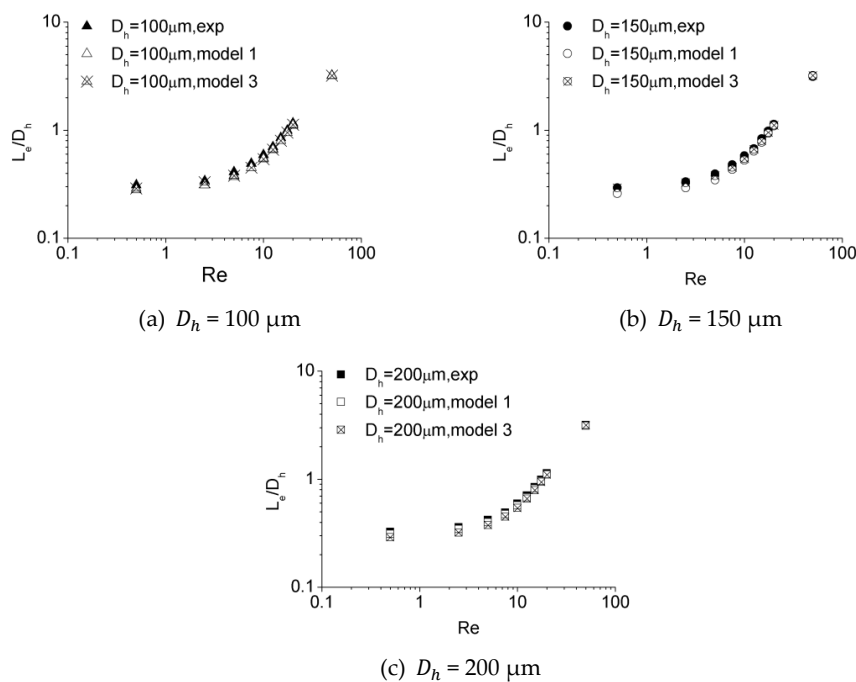 D_h=100μm,exp
D_h=100μm,model 1
D_h=100μm,model 3
10
1
0.1
L_e/D_h
0.1 1 10 100
Re
(a) D_h = 100 μm
D_h=150μm,exp
D_h=150μm,model 1
D_h=150μm,model 3
10
1
0.1
L_e/D_h
0.1 1 10 100
Re
(b) D_h = 150 μm
D_h=200μm,exp
D_h=200μm,model 1
D_h=200μm,model 3
10
1
0.1
L_e/D_h
0.1 1 10 100
Re
(c) D_h = 200 μm